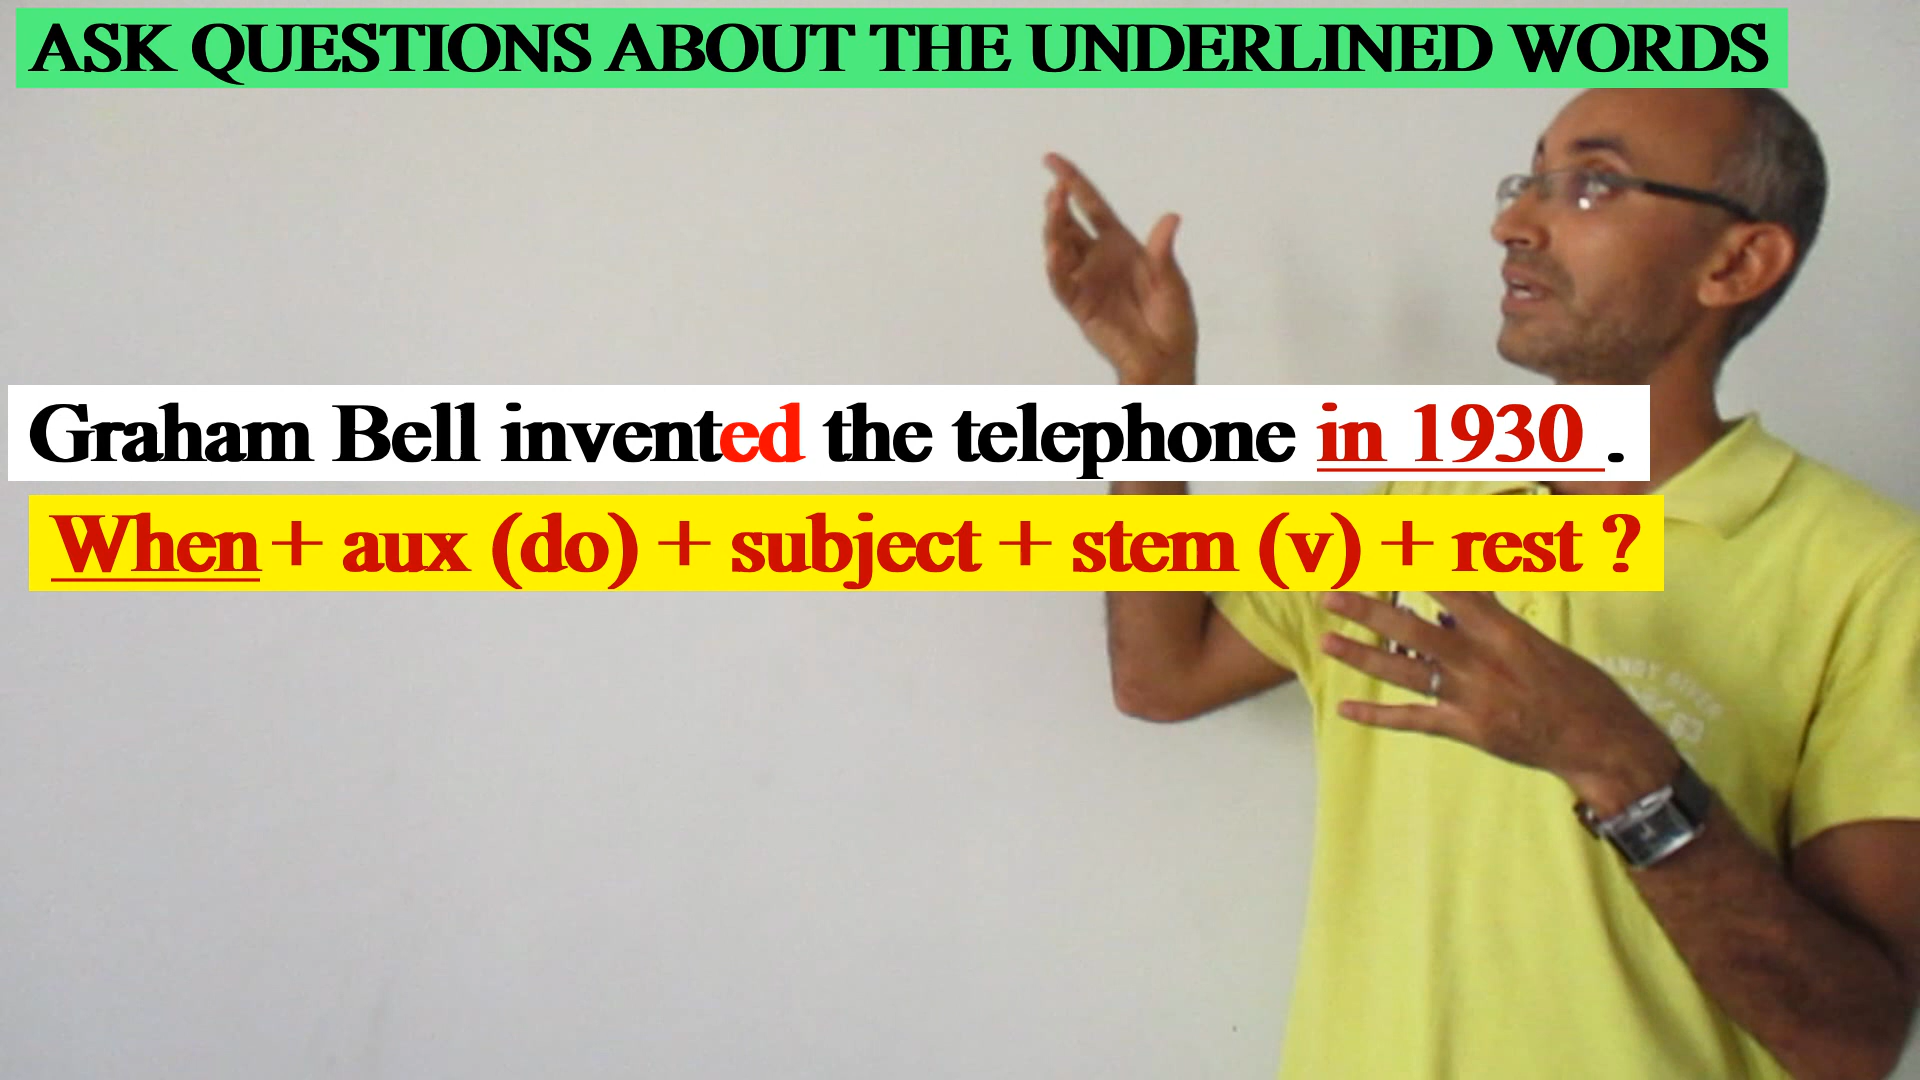 ASK QUESTIONS ABOUT THE UNDERLINED WORDS
Graham Bell invented the telephone in 1930 .
When + aux (do) + subject + stem (v) + rest ?